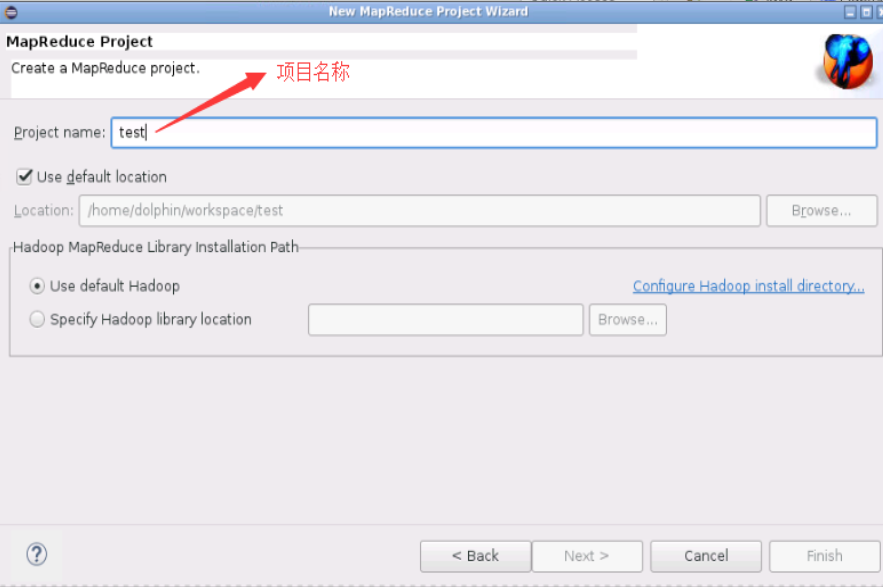 New MapReduce Project Wizard
MapReduce Project
Create a MapReduce project.
项目名称
Project name: test
Use default location
Location: /home/dolphin/workspace/test Browse...
Hadoop MapReduce Library Installation Path
Use default Hadoop Configure Hadoop install directory...
Specify Hadoop library location Browse...
? < Back Next > Cancel Finish